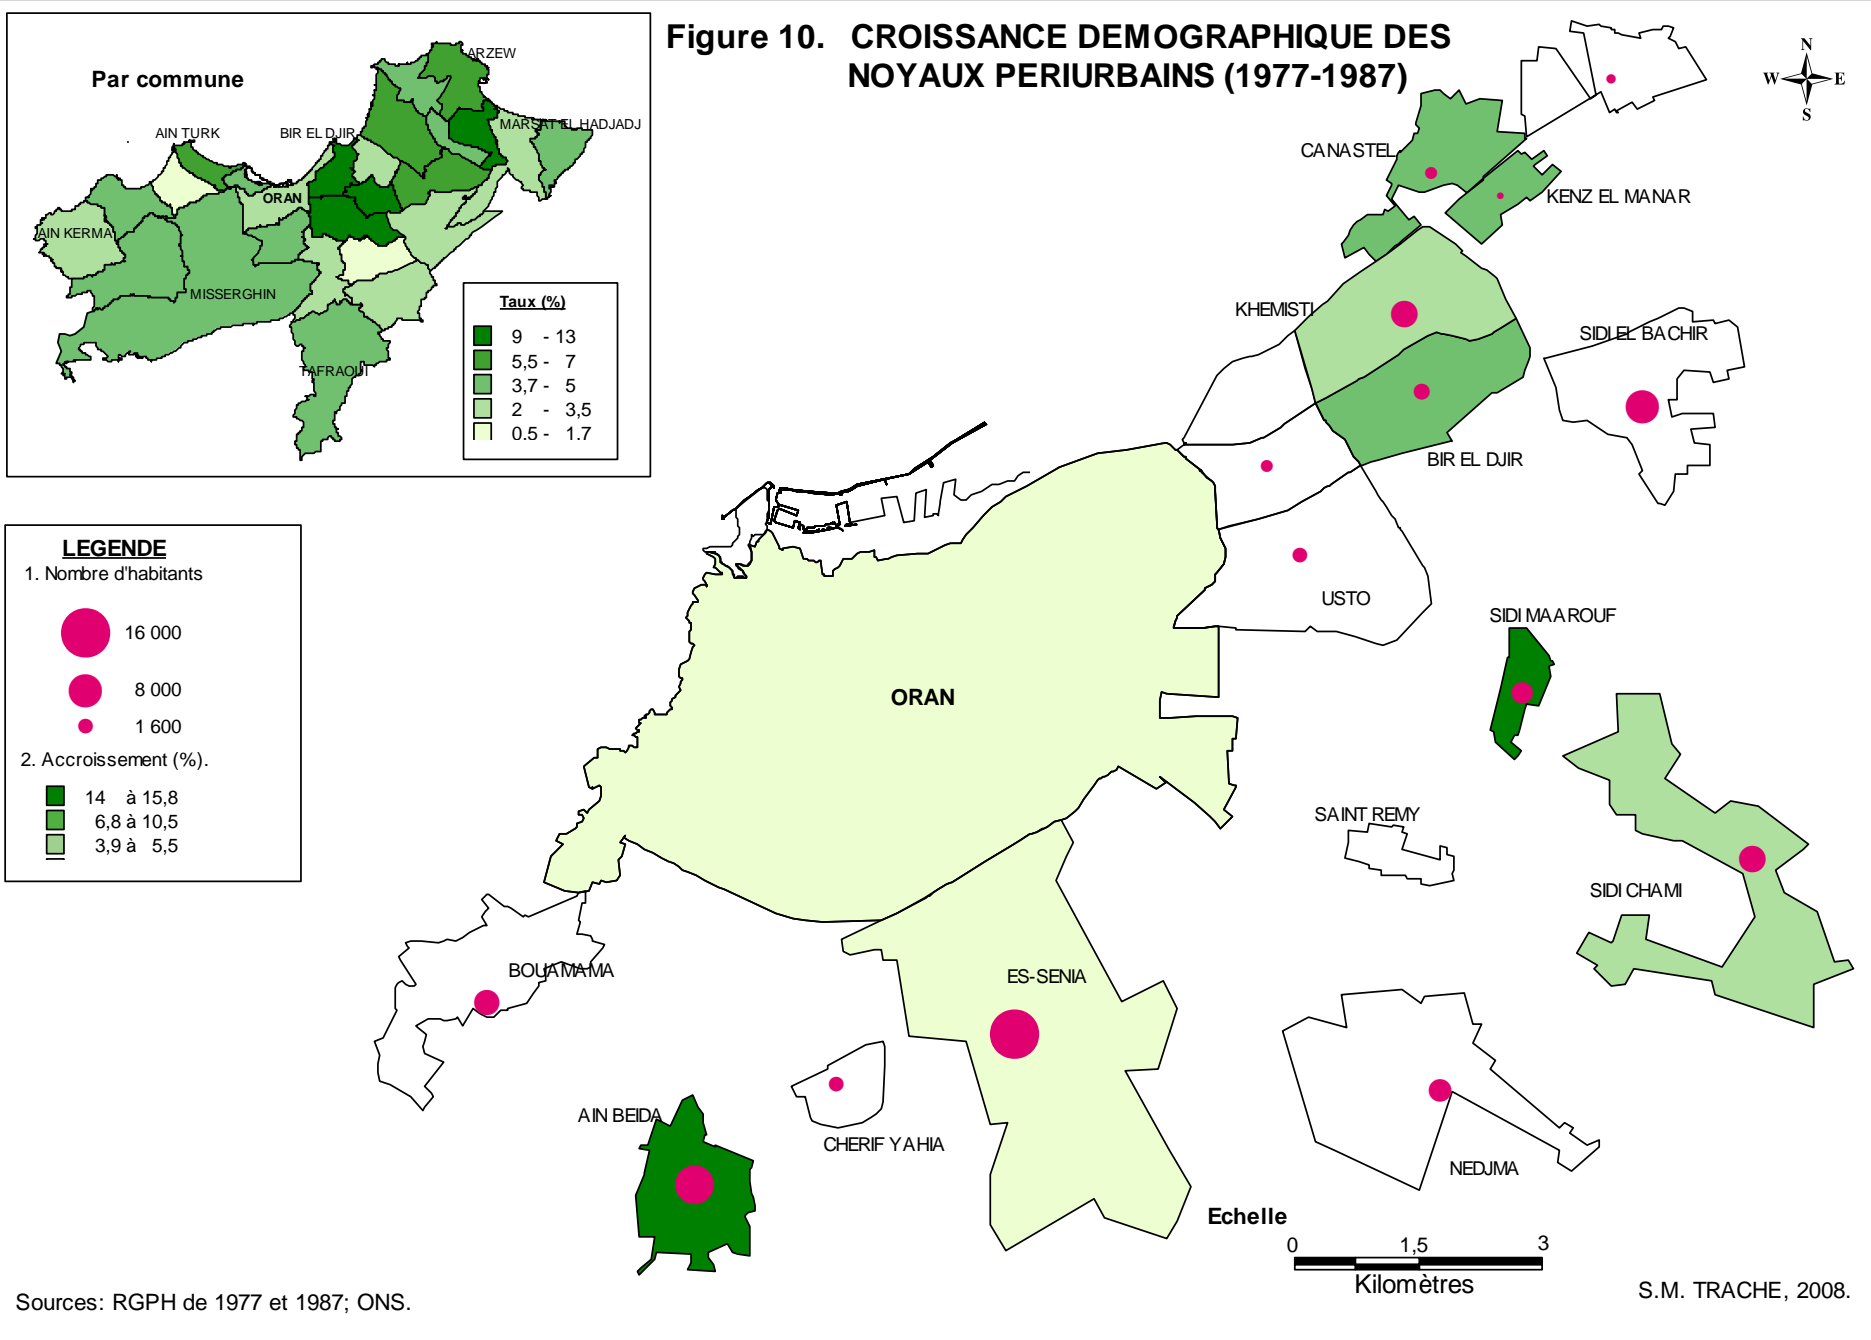 Figure 10. CROISSANCE DEMOGRAPHIQUE DES
NOYAUX PERIURBAINS (1977-1987)
N
W E
S
Par commune
ARZEW
MARSAT EL HADJADJ
AIN TURK
BIR EL DJIR
ORAN
AIN KERMA
MISSERGHIN
TAFRAOUI
Taux (%)
9 - 13
5,5 - 7
3,7 - 5
2 - 3,5
0,5 - 1,7
LEGENDE
1. Nombre d'habitants
16 000
8 000
1 600
2. Accroissement (%).
14 à 15,8
6,8 à 10,5
3,9 à 5,5
CANASTEL
KENZ EL MANAR
KHEMISTI
SIDI EL BACHIR
BIR EL DJIR
USTO
SIDI MAAROUF
ORAN
SAINT REMY
SIDI CHAMI
BOUAMAMA
ES-SENIA
AIN BEIDA
CHERIF YAHIA
NEDJMA
Echelle
0 1,5 3
Kilomètres
Sources: RGPH de 1977 et 1987; ONS.
S.M. TRACHE, 2008.